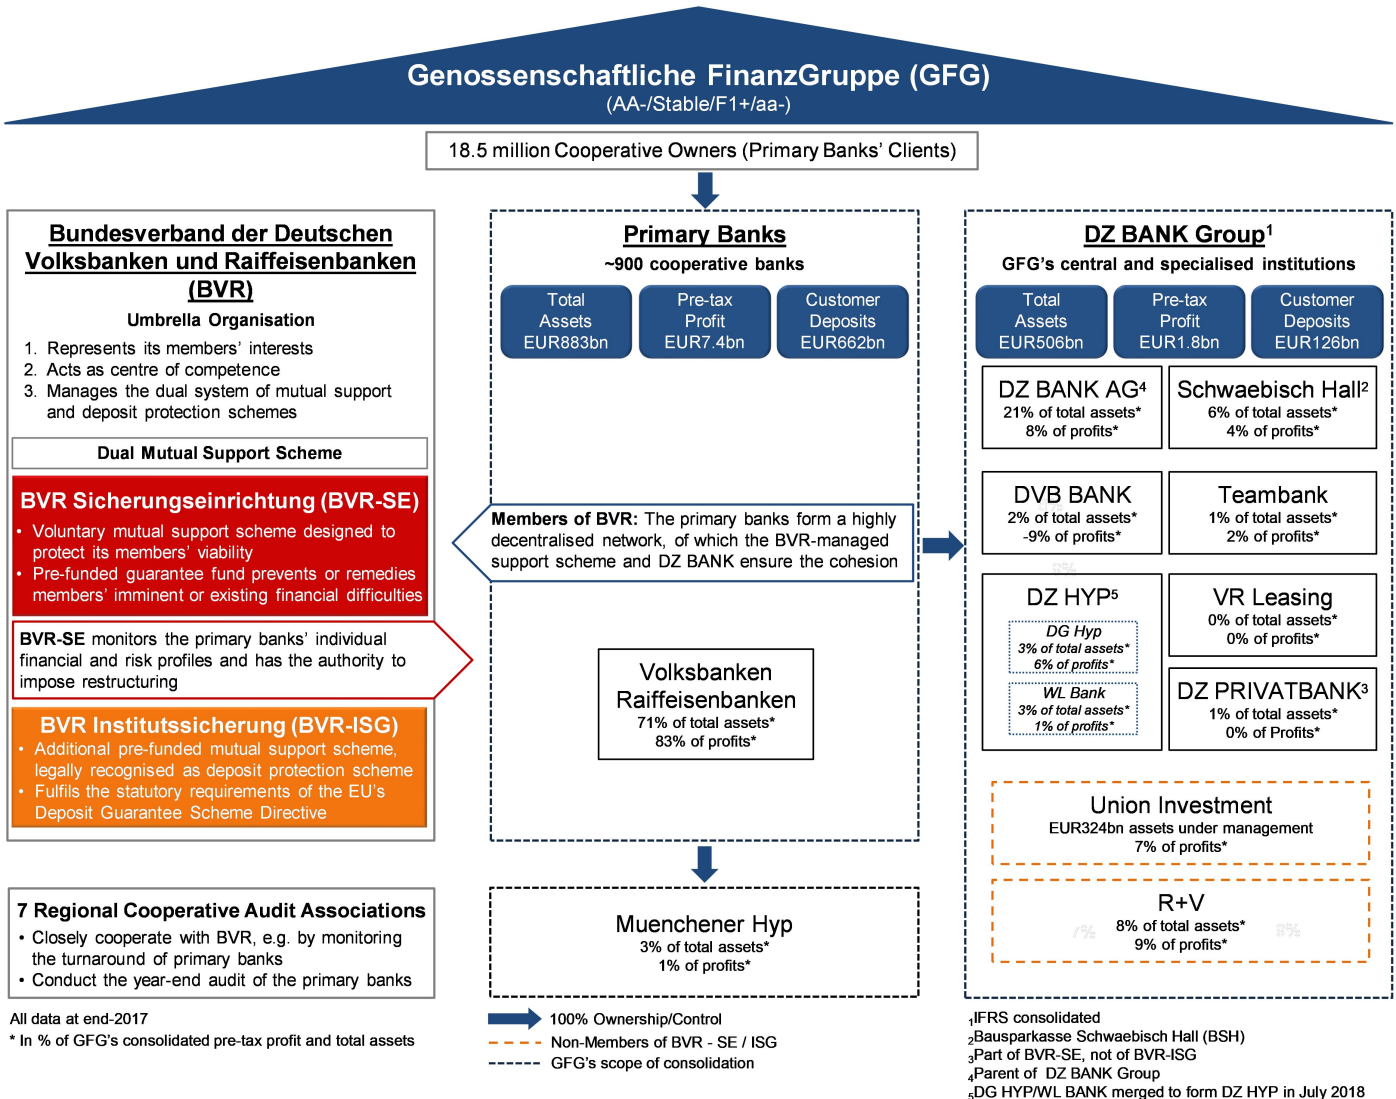 Genossenschaftliche FinanzGruppe (GFG)
(AA-/Stable/F1+/aa-)
18.5 million Cooperative Owners (Primary Banks' Clients)
Bundesverband der Deutschen
Volksbanken und Raiffeisenbanken
(BVR)
Umbrella Organisation
1. Represents its members' interests
2. Acts as centre of competence
3. Manages the dual system of mutual support
and deposit protection schemes
Dual Mutual Support Scheme
BVR Sicherungseinrichtung (BVR-SE)
• Voluntary mutual support scheme designed to
protect its members' viability
• Pre-funded guarantee fund prevents or remedies
members' imminent or existing financial difficulties
BVR-SE monitors the primary banks' individual
financial and risk profiles and has the authority to
impose restructuring
BVR Institutssicherung (BVR-ISG)
• Additional pre-funded mutual support scheme,
legally recognised as deposit protection scheme
• Fulfils the statutory requirements of the EU's
Deposit Guarantee Scheme Directive
7 Regional Cooperative Audit Associations
• Closely cooperate with BVR, e.g. by monitoring
the turnaround of primary banks
• Conduct the year-end audit of the primary banks
All data at end-2017
* In % of GFG's consolidated pre-tax profit and total assets
Primary Banks
~900 cooperative banks
Total
Assets
EUR883bn
Pre-tax
Profit
EUR7.4bn
Customer
Deposits
EUR662bn
Members of BVR: The primary banks form a highly
decentralised network, of which the BVR-managed
support scheme and DZ BANK ensure the cohesion
Volksbanken
Raiffeisenbanken
71% of total assets*
83% of profits*
Muenchener Hyp
3% of total assets*
1% of profits*
100% Ownership/Control
Non-Members of BVR - SE / ISG
GFG's scope of consolidation
DZ BANK Group1
GFG's central and specialised institutions
Total
Assets
EUR506bn
Pre-tax
Profit
EUR1.8bn
Customer
Deposits
EUR126bn
DZ BANK AG4
21% of total assets*
8% of profits*
Schwaebisch Hall2
6% of total assets*
4% of profits*
DVB BANK
2% of total assets*
-9% of profits*
Teambank
1% of total assets*
2% of profits*
DZ HYP5
DG Hyp
3% of total assets*
6% of profits*
WL Bank
3% of total assets*
1% of profits*
VR Leasing
0% of total assets*
0% of profits*
DZ PRIVATBANK3
1% of total assets*
0% of Profits*
Union Investment
EUR324bn assets under management
7% of profits*
R+V
8% of total assets*
9% of profits*
1IFRS consolidated
2Bausparkasse Schwaebisch Hall (BSH)
3Part of BVR-SE, not of BVR-ISG
4Parent of DZ BANK Group
5DG HYP/WL BANK merged to form DZ HYP in July 2018